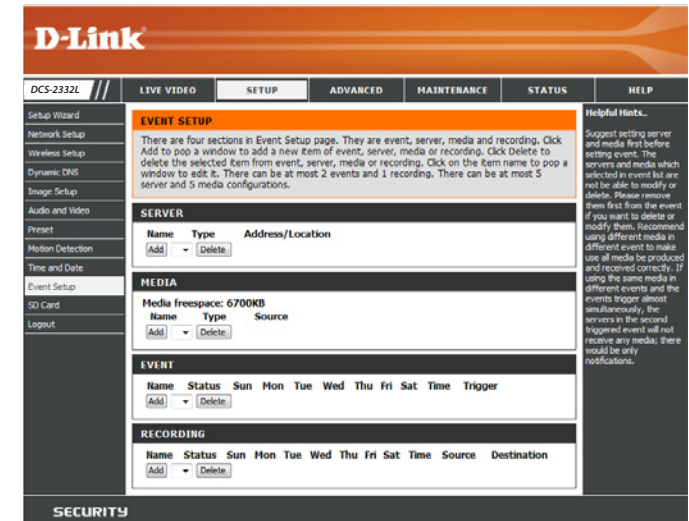 D-Link
DCS-2332L // LIVE VIDEO SETUP ADVANCED MAINTENANCE STATUS HELP
Setup Wizard
Network Setup
Wireless Setup
Dynamic DNS
Image Setup
Audio and Video
Preset
Motion Detection
Time and Date
Event Setup
SD Card
Logout
EVENT SETUP
There are four sections in Event Setup page. They are event, server, media and recording. Click
Add to pop a window to add a new item of event, server, media or recording. Click Delete to
delete the selected item from event, server, media or recording. Click on the item name to pop a
window to edit it. There can be at most 2 events and 1 recording. There can be at most 5
server and 5 media configurations.
SERVER
Name Type Address/Location
Add Delete
MEDIA
Media freespace: 6700KB
Name Type Source
Add Delete
EVENT
Name Status Sun Mon Tue Wed Thu Fri Sat Time Trigger
Add Delete
RECORDING
Name Status Sun Mon Tue Wed Thu Fri Sat Time Source Destination
Add Delete
Helpful Hints..
Suggest setting server
and media first before
setting event. The
servers and media which
selected in event list are
not be able to modify or
delete. Please remove
them first from the event
if you want to delete or
modify them. Recommend
using different media in
different event to make
use all media be produced
and received correctly. If
using the same media in
different events and the
events trigger almost
simultaneously, the
servers in the second
triggered event will not
receive any media; there
would be only
notifications.
SECURITY